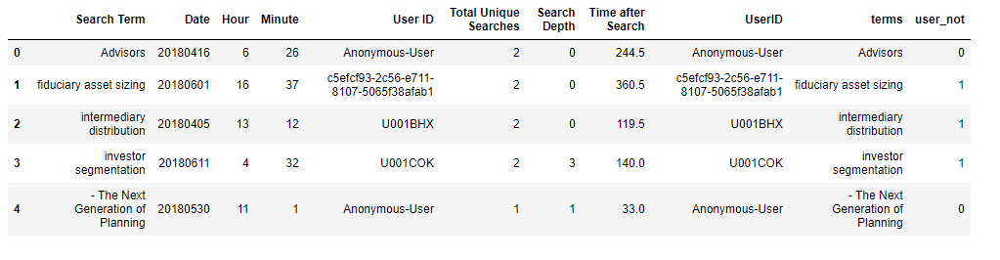 Search Term Date Hour Minute User ID Total Unique Searches Search Depth Time after Search UserID terms user_not
0 Advisors 20180416 6 26 Anonymous-User 2 0 244.5 Anonymous-User Advisors 0
1 fiduciary asset sizing 20180601 16 37 c5efcf93-2c56-e711-8107-5065f38afab1 2 0 360.5 c5efcf93-2c56-e711-8107-5065f38afab1 fiduciary asset sizing 1
2 intermediary distribution 20180405 13 12 U001BHX 2 0 119.5 U001BHX intermediary distribution 1
3 investor segmentation 20180611 4 32 U001COK 2 3 140.0 U001COK investor segmentation 1
4 - The Next Generation of Planning 20180530 11 1 Anonymous-User 1 1 33.0 Anonymous-User - The Next Generation of Planning 0